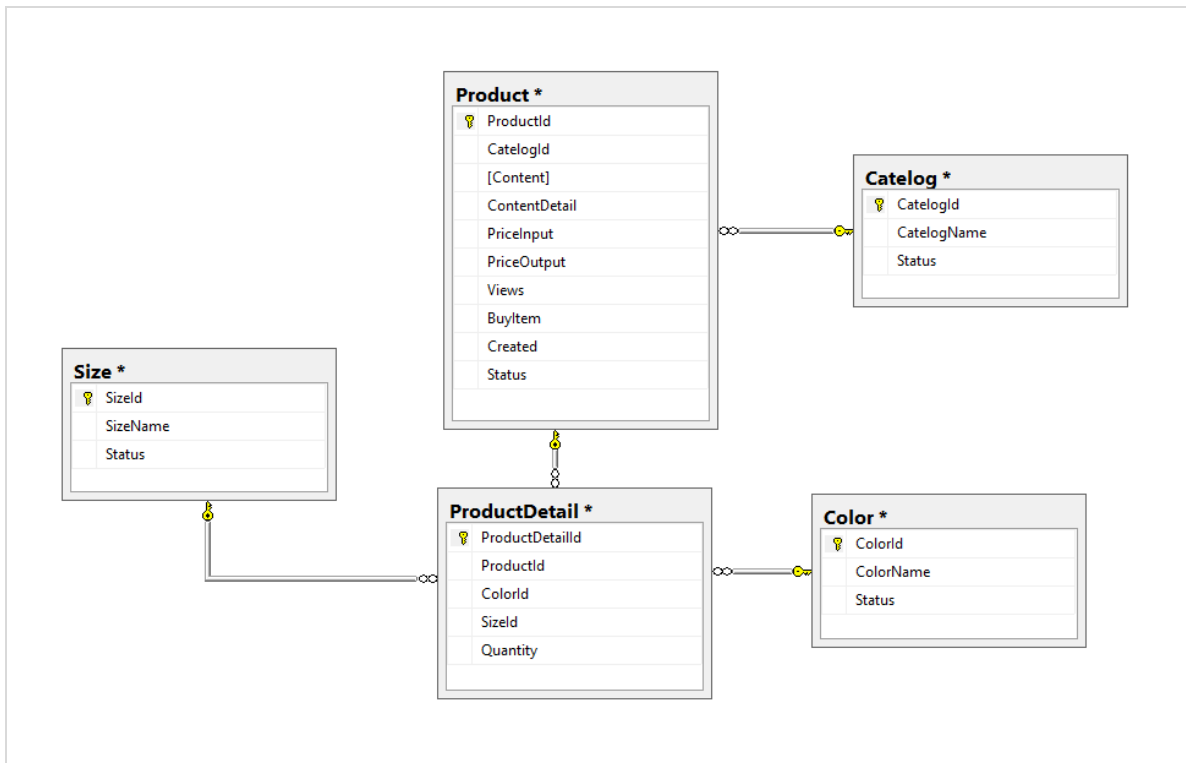 Product *
ProductId
CatelogId
[Content]
ContentDetail
PriceInput
PriceOutput
Views
BuyItem
Created
Status
Catelog *
CatelogId
CatelogName
Status
Size *
SizeId
SizeName
Status
ProductDetail *
ProductDetailId
ProductId
ColorId
SizeId
Quantity
Color *
ColorId
ColorName
Status